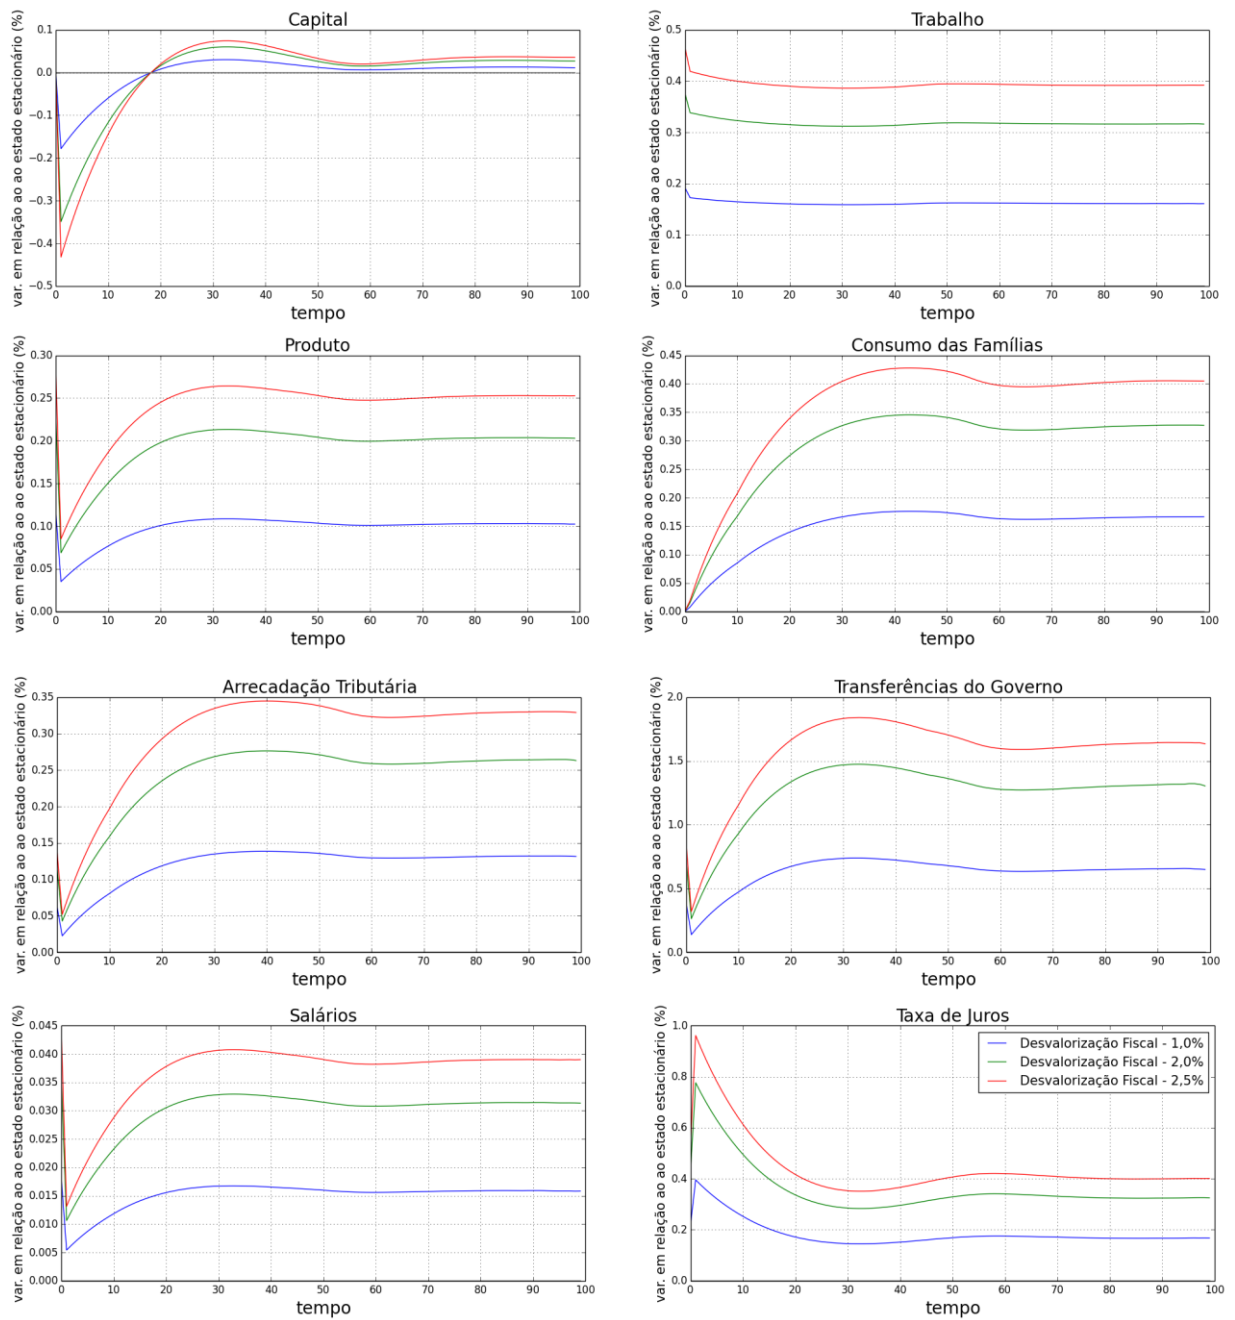 Capital
var. em relação ao ao estado estacionário (%)
0.1
0.0
−0.1
−0.2
−0.3
−0.4
−0.5
0 10 20 30 40 50 60 70 80 90 100
tempo
Trabalho
var. em relação ao ao estado estacionário (%)
0.5
0.4
0.3
0.2
0.1
0.0
0 10 20 30 40 50 60 70 80 90 100
tempo
Produto
var. em relação ao ao estado estacionário (%)
0.30
0.25
0.20
0.15
0.10
0.05
0.00
0 10 20 30 40 50 60 70 80 90 100
tempo
Consumo das Famílias
var. em relação ao ao estado estacionário (%)
0.45
0.40
0.35
0.30
0.25
0.20
0.15
0.10
0.05
0.00
0 10 20 30 40 50 60 70 80 90 100
tempo
Arrecadação Tributária
var. em relação ao ao estado estacionário (%)
0.35
0.30
0.25
0.20
0.15
0.10
0.05
0.00
0 10 20 30 40 50 60 70 80 90 100
tempo
Transferências do Governo
var. em relação ao ao estado estacionário (%)
2.0
1.5
1.0
0.5
0.0
0 10 20 30 40 50 60 70 80 90 100
tempo
Salários
var. em relação ao ao estado estacionário (%)
0.045
0.040
0.035
0.030
0.025
0.020
0.015
0.010
0.005
0.000
0 10 20 30 40 50 60 70 80 90 100
tempo
Taxa de Juros
var. em relação ao ao estado estacionário (%)
1.0
0.8
0.6
0.4
0.2
0.0
0 10 20 30 40 50 60 70 80 90 100
tempo
Desvalorização Fiscal - 1,0%
Desvalorização Fiscal - 2,0%
Desvalorização Fiscal - 2,5%